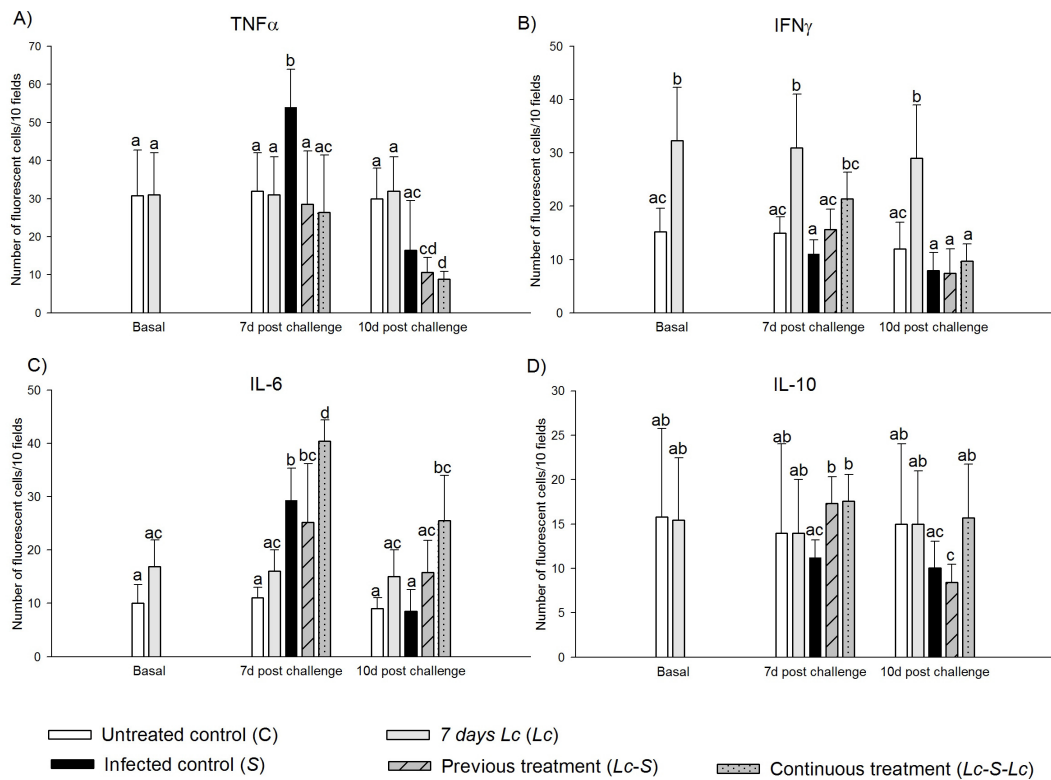 A)
TNFα
Number of fluorescent cells/10 fields
70
60
50
40
30
20
10
0
a a
a a b a ac
a a ac cd d
Basal 7d post challenge 10d post challenge
B)
IFNγ
Number of fluorescent cells/10 fields
50
40
30
20
10
0
ac b
ac b a ac bc
ac b a a a
Basal 7d post challenge 10d post challenge
C)
IL-6
Number of fluorescent cells/10 fields
50
40
30
20
10
0
a ac
a ac b bc d
a ac a ac bc
Basal 7d post challenge 10d post challenge
D)
IL-10
Number of fluorescent cells/10 fields
30
25
20
15
10
5
0
ab ab
ab ab ac b b
ab ab ac c ab
Basal 7d post challenge 10d post challenge
Untreated control (C) 7 days Lc (Lc)
Infected control (S) Previous treatment (Lc-S) Continuous treatment (Lc-S-Lc)